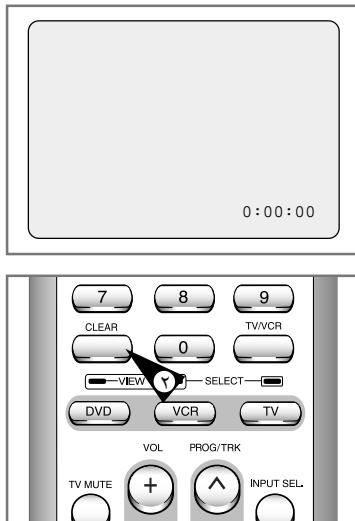 0:00:00
7 8 9
CLEAR TV/VCR
0
VIEW ٢ SELECT
DVD VCR TV
VOL PROG/TRK
TV MUTE + INPUT SEL.